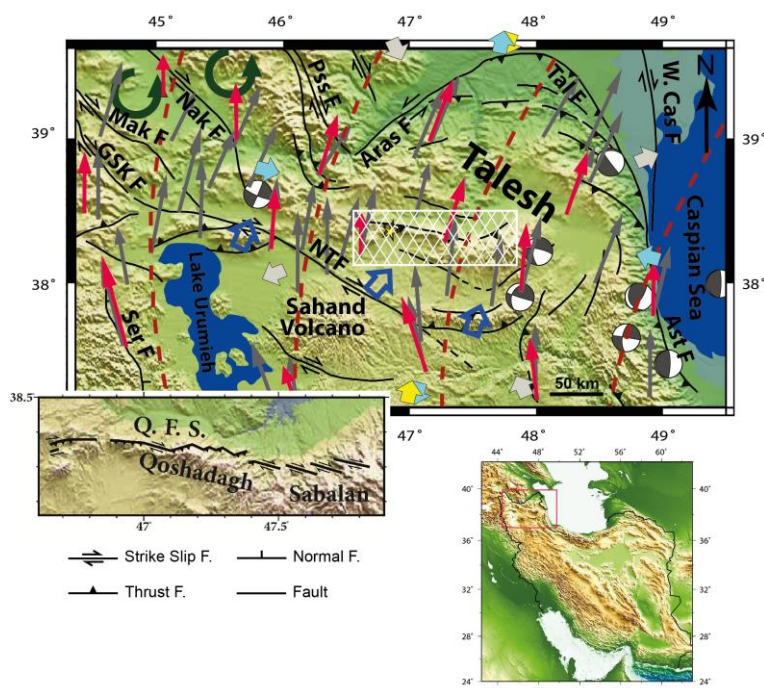 45° 46° 47° 48° 49°
39°
38°
39°
38°
Mak F
Nak F
GSK F
PssF
Aras F
Tal F
W. Cas F
N
Talesh
Caspian Sea
NTF
Lake Urumieh
Sahand
Volcano
Ser F
Ast F
50 km
47° 48° 49°
38.5
Q. F. S.
Qoshadagh
Sabalan
47 47.5
Strike Slip F.
Normal F.
Thrust F.
Fault
44° 48° 52° 56° 60°
40° 40°
36° 36°
32° 32°
28° 28°
24° 24°